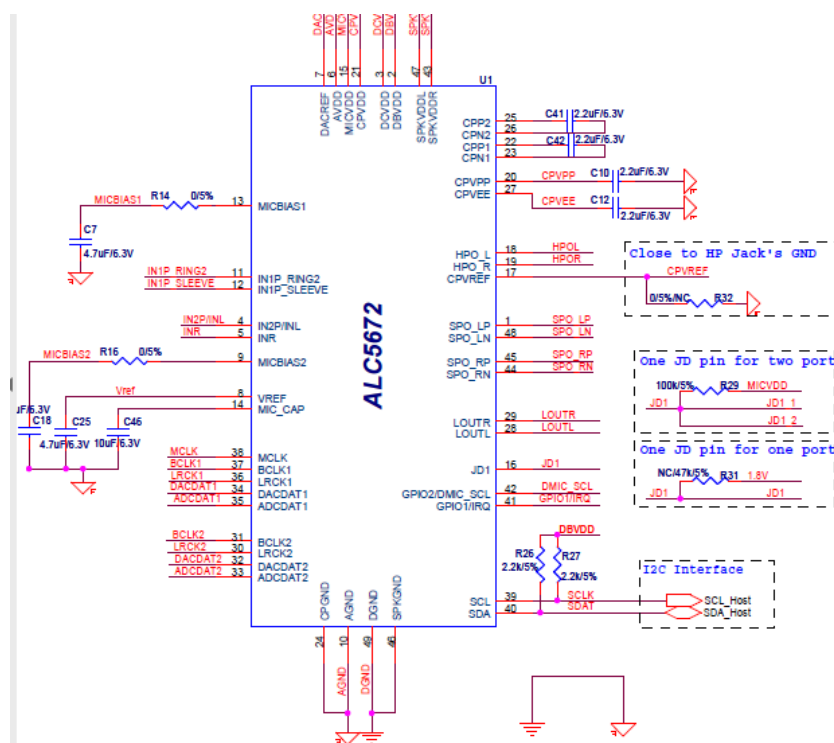 DAC
AV
MIC
CPV
DCV
DBV
SPK
SPK
7
6
15
21
3
2
47
43
U1
DACREF
AVDD
MICVDD
CPVDD
DCVDD
DBVDD
SPKVDDL
SPKVDDR
CPP2 25 C41 2.2uF/6.3V
CPN2 26
CPP1 22 C42 2.2uF/6.3V
CPN1 23
CPVPP 20 CPVPP C10 2.2uF/6.3V
CPVEE 27 CPVEE C12 2.2uF/6.3V
MICBIAS1 R14 0/5% 13 MICBIAS1
C7
4.7uF/6.3V
HPO_L 18 HPOL
HPO_R 19 HPOR
CPVREF 17
Close to HP Jack's GND
CPVREF
0/5%/NC R32
IN1P_RING2 11 IN1P_RING2
IN1P_SLEEVE 12 IN1P_SLEEVE
IN2P/INL 4 IN2P/INL
INR 5 INR
SPO_LP 1 SPO_LP
SPO_LN 48 SPO_LN
SPO_RP 45 SPO_RP
SPO_RN 44 SPO_RN
MICBIAS2 R16 0/5% 9 MICBIAS2
ALC5672
One JD pin for two port
100k/5% R29 MICVDD
JD1 JD1_1
JD1_2
Vref 8 VREF
14 MIC_CAP
uF/6.3V
C18
C25
4.7uF/6.3V
C46
10uF/6.3V
LOUTR 29 LOUTR
LOUTL 28 LOUTL
One JD pin for one port
NC/47k/5% R31 1.8V
JD1 JD1
MCLK 38 MCLK
BCLK1 37 BCLK1
LRCK1 36 LRCK1
DACDAT1 34 DACDAT1
ADCDAT1 35 ADCDAT1
JD1 16 JD1
GPIO2/DMIC_SCL 42 DMIC_SCL
GPIO1/IRQ 41 GPIO1/IRQ
BCLK2 31 BCLK2
LRCK2 30 LRCK2
DACDAT2 32 DACDAT2
ADCDAT2 33 ADCDAT2
DBVDD
R26
2.2k/5%
R27
2.2k/5%
I2C Interface
SCL 39 SCLK SCL_Host
SDA 40 SDAT SDA_Host
CPGND
AGND
DGND
SPKGND
24
10
49
46
AGND
DGND